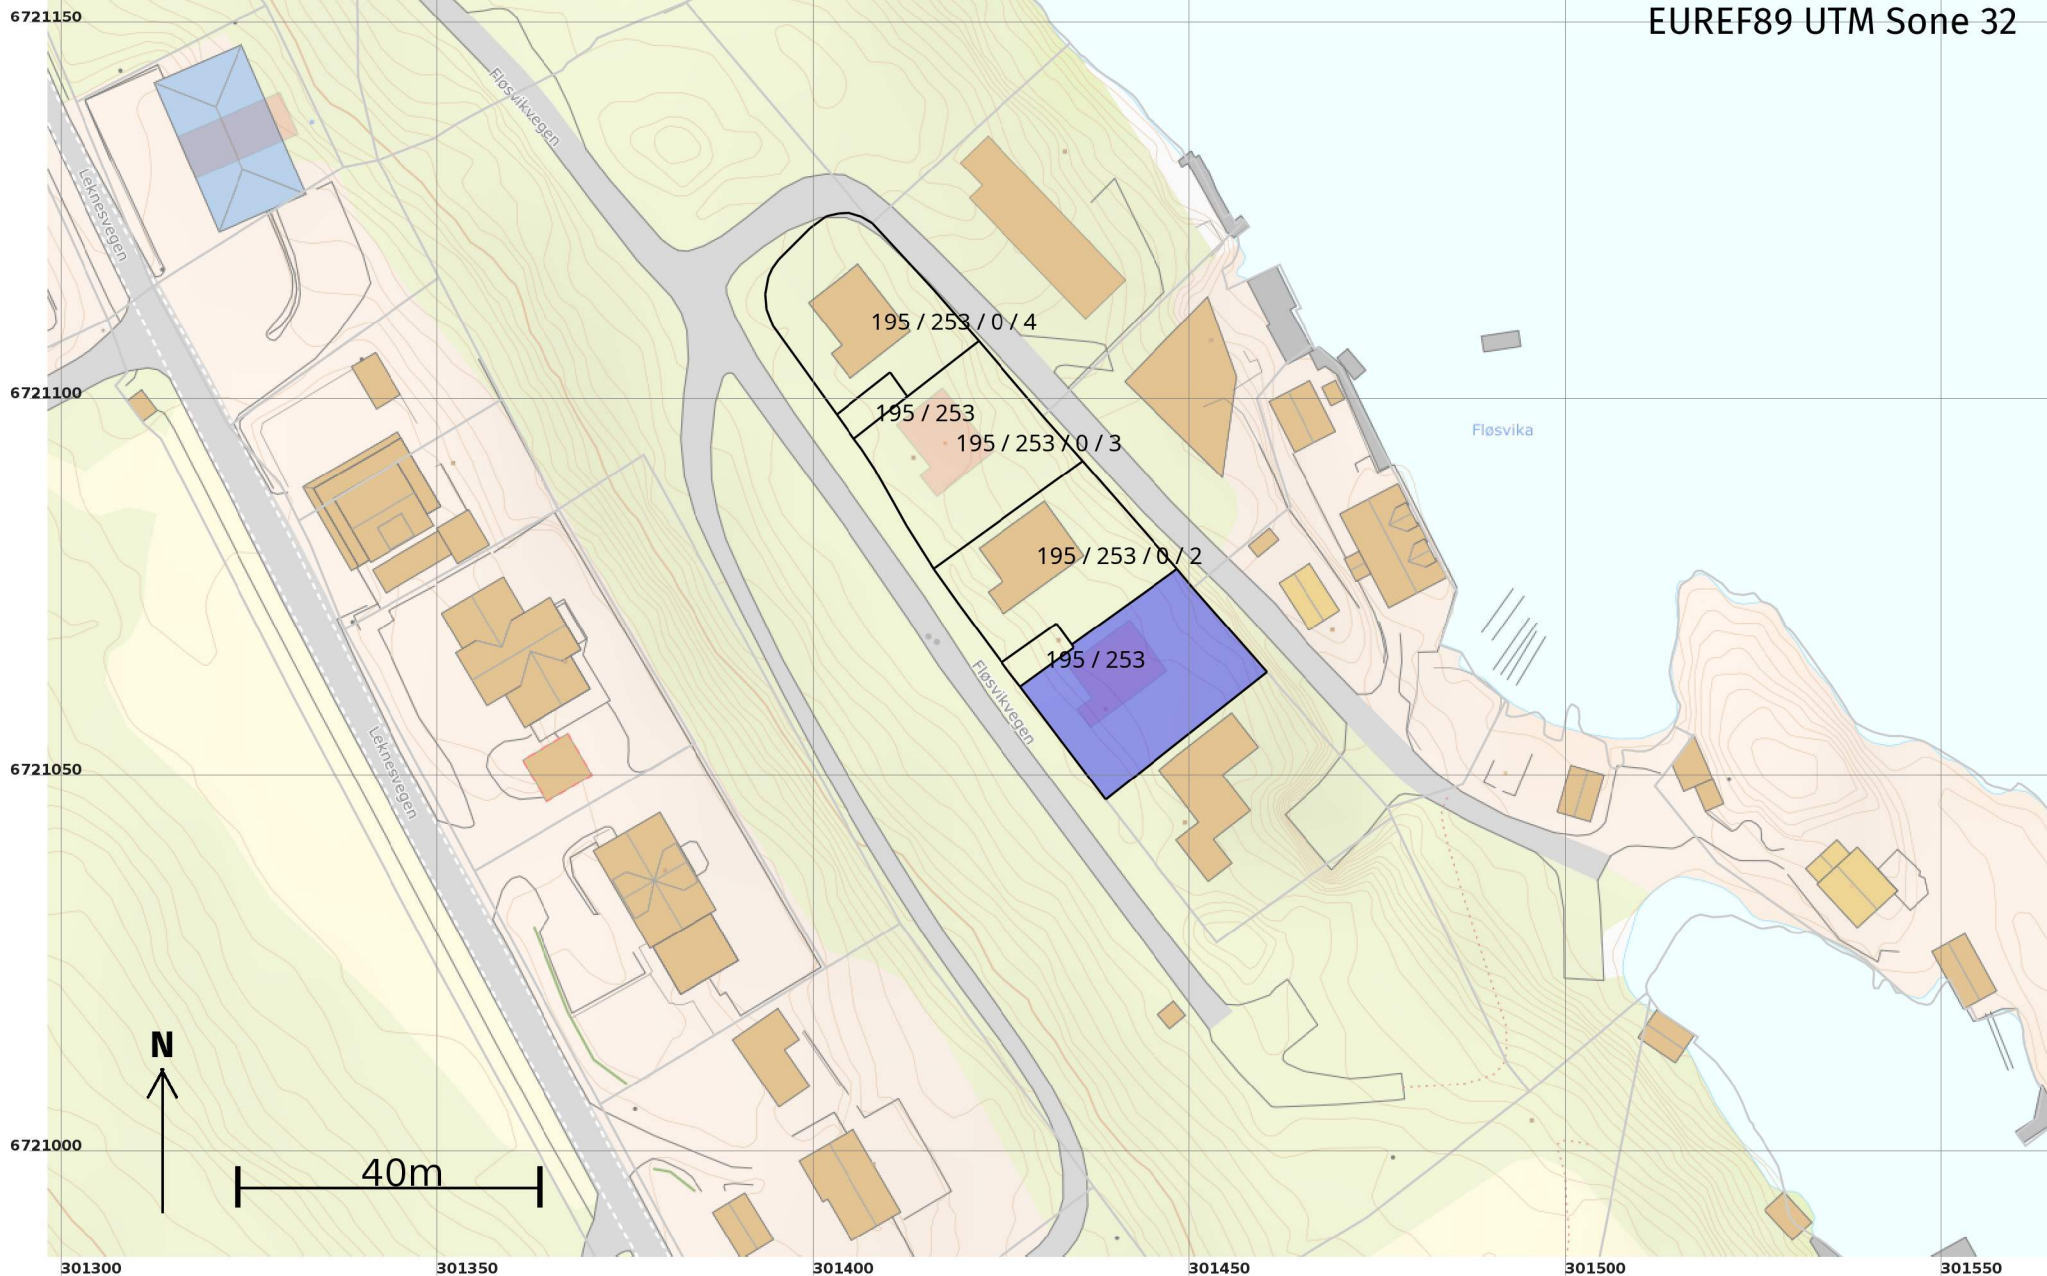 EUREF89 UTM Sone 32
6721150
Fløsvikvegen
Leknesvegen
195 / 253 / 0 / 4
6721100
195 / 253
Fløsvika
195 / 253 / 0 / 3
195 / 253 / 0 / 2
195 / 253
Fløsvikvegen
Leknesvegen
6721050
N
6721000
40m
301300
301350
301400
301450
301500
301550